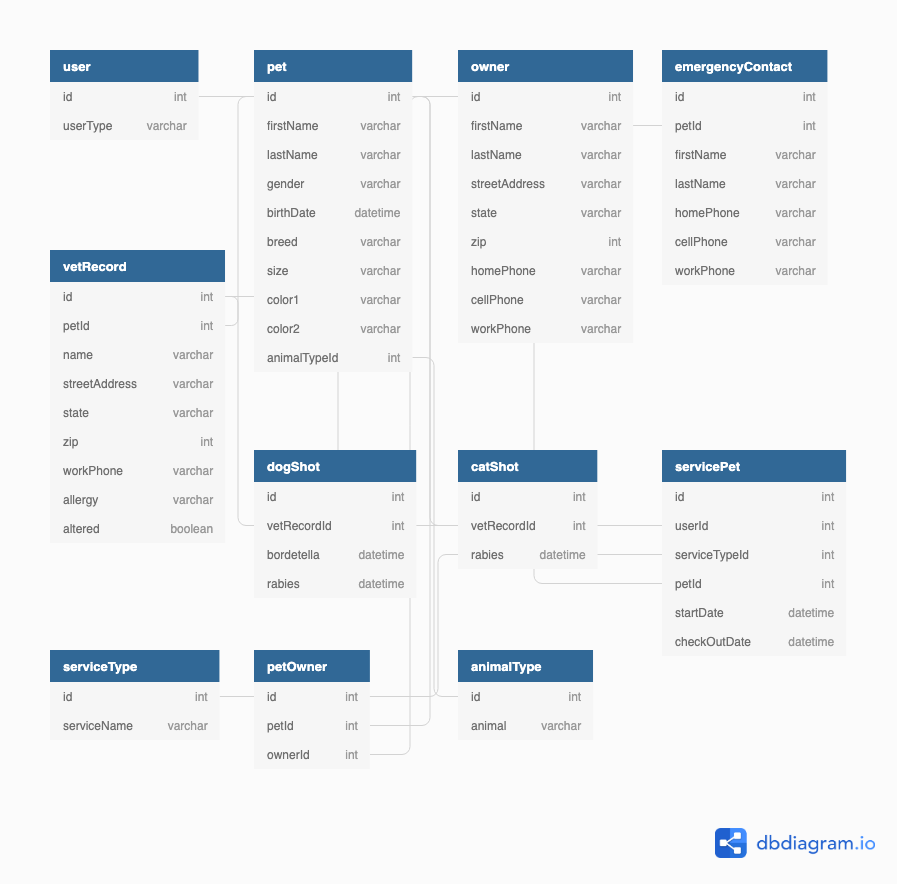 user
id int
userType varchar
pet
id int
firstName varchar
lastName varchar
gender varchar
birthDate datetime
breed varchar
size varchar
color1 varchar
color2 varchar
animalTypeId int
owner
id int
firstName varchar
lastName varchar
streetAddress varchar
state varchar
zip int
homePhone varchar
cellPhone varchar
workPhone varchar
emergencyContact
id int
petId int
firstName varchar
lastName varchar
homePhone varchar
cellPhone varchar
workPhone varchar
vetRecord
id int
petId int
name varchar
streetAddress varchar
state varchar
zip int
workPhone varchar
allergy varchar
altered boolean
dogShot
id int
vetRecordId int
bordetella datetime
rabies datetime
catShot
id int
vetRecordId int
rabies datetime
servicePet
id int
userId int
serviceTypeId int
petId int
startDate datetime
checkOutDate datetime
serviceType
id int
serviceName varchar
petOwner
id int
petId int
ownerId int
animalType
id int
animal varchar
dbdiagram.io